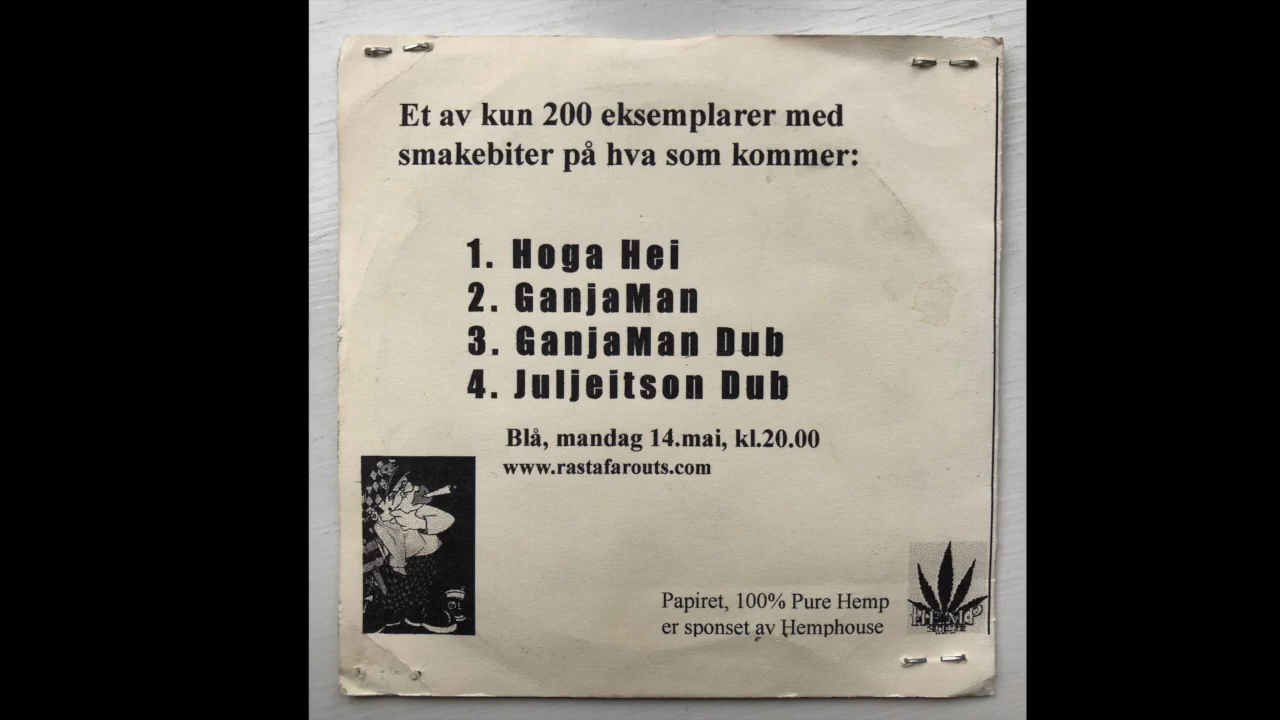 Et av kun 200 eksemplarer med
smakebiter på hva som kommer:
1. Hoga Hei
2. GanjaMan
3. GanjaMan Dub
4. Juljeitson Dub
Blå, mandag 14.mai, kl.20.00
www.rastafarouts.com
ØL
Papiret, 100% Pure Hemp
er sponset av Hemphouse
HEMP